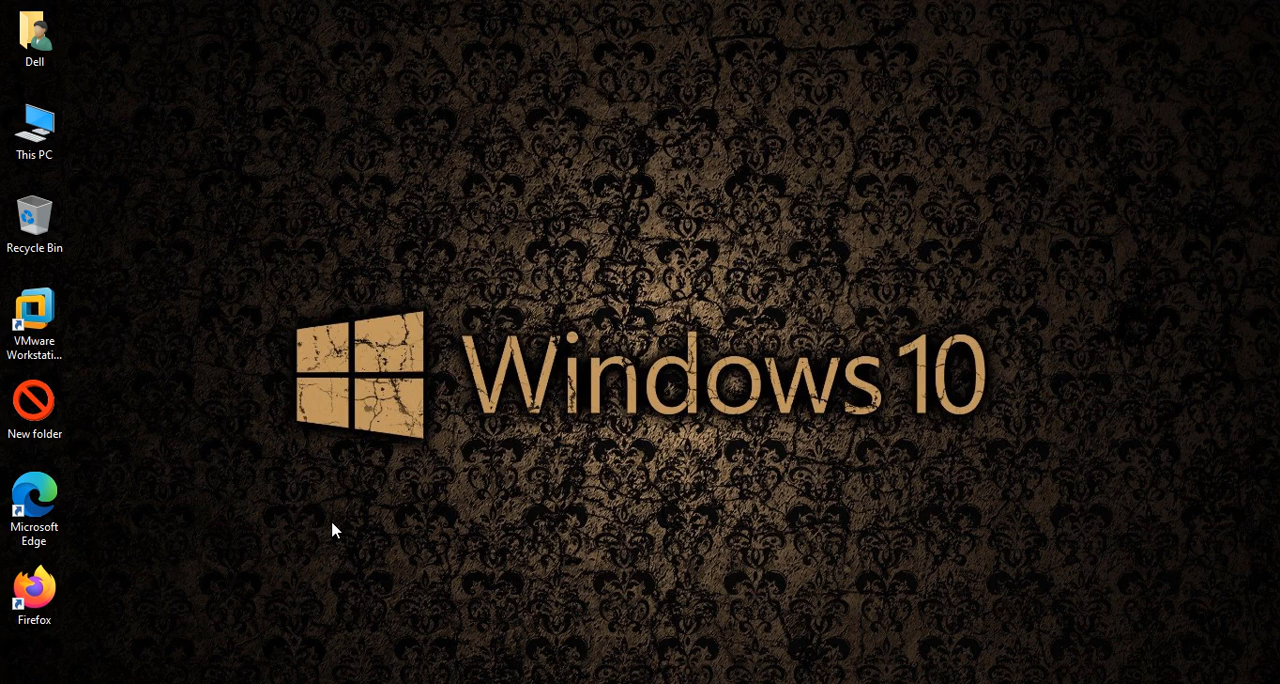 Dell
This PC
Recycle Bin
VMware
Workstati...
New folder
Microsoft
Edge
Firefox
Windows 10